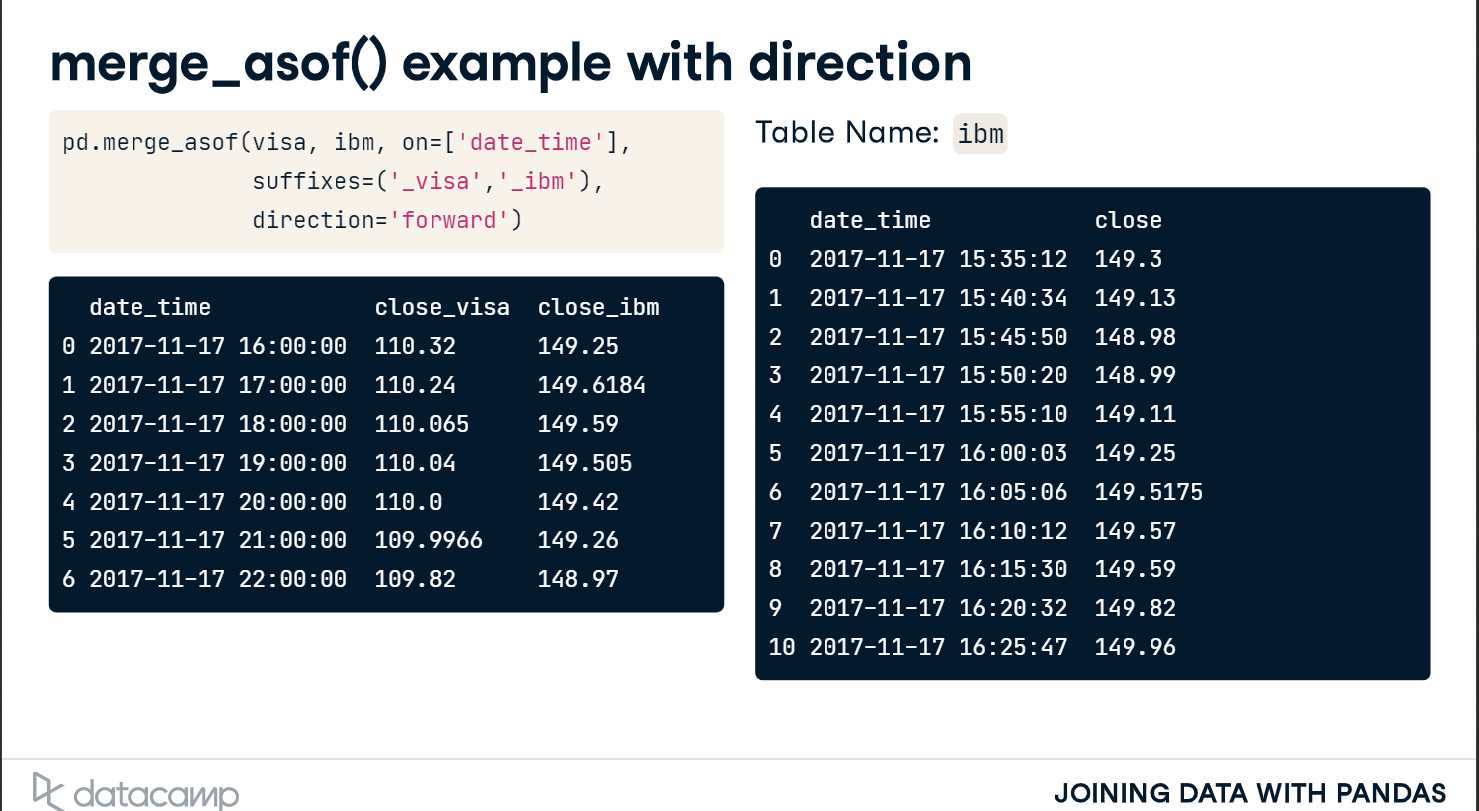 merge_asof() example with direction
pd.merge_asof(visa, ibm, on=['date_time'],
suffixes=('_visa','_ibm'),
direction='forward')
date_time close_visa close_ibm
0 2017-11-17 16:00:00 110.32 149.25
1 2017-11-17 17:00:00 110.24 149.6184
2 2017-11-17 18:00:00 110.065 149.59
3 2017-11-17 19:00:00 110.04 149.505
4 2017-11-17 20:00:00 110.0 149.42
5 2017-11-17 21:00:00 109.9966 149.26
6 2017-11-17 22:00:00 109.82 148.97
Table Name: ibm
date_time close
0 2017-11-17 15:35:12 149.3
1 2017-11-17 15:40:34 149.13
2 2017-11-17 15:45:50 148.98
3 2017-11-17 15:50:20 148.99
4 2017-11-17 15:55:10 149.11
5 2017-11-17 16:00:03 149.25
6 2017-11-17 16:05:06 149.5175
7 2017-11-17 16:10:12 149.57
8 2017-11-17 16:15:30 149.59
9 2017-11-17 16:20:32 149.82
10 2017-11-17 16:25:47 149.96
datacamp
JOINING DATA WITH PANDAS